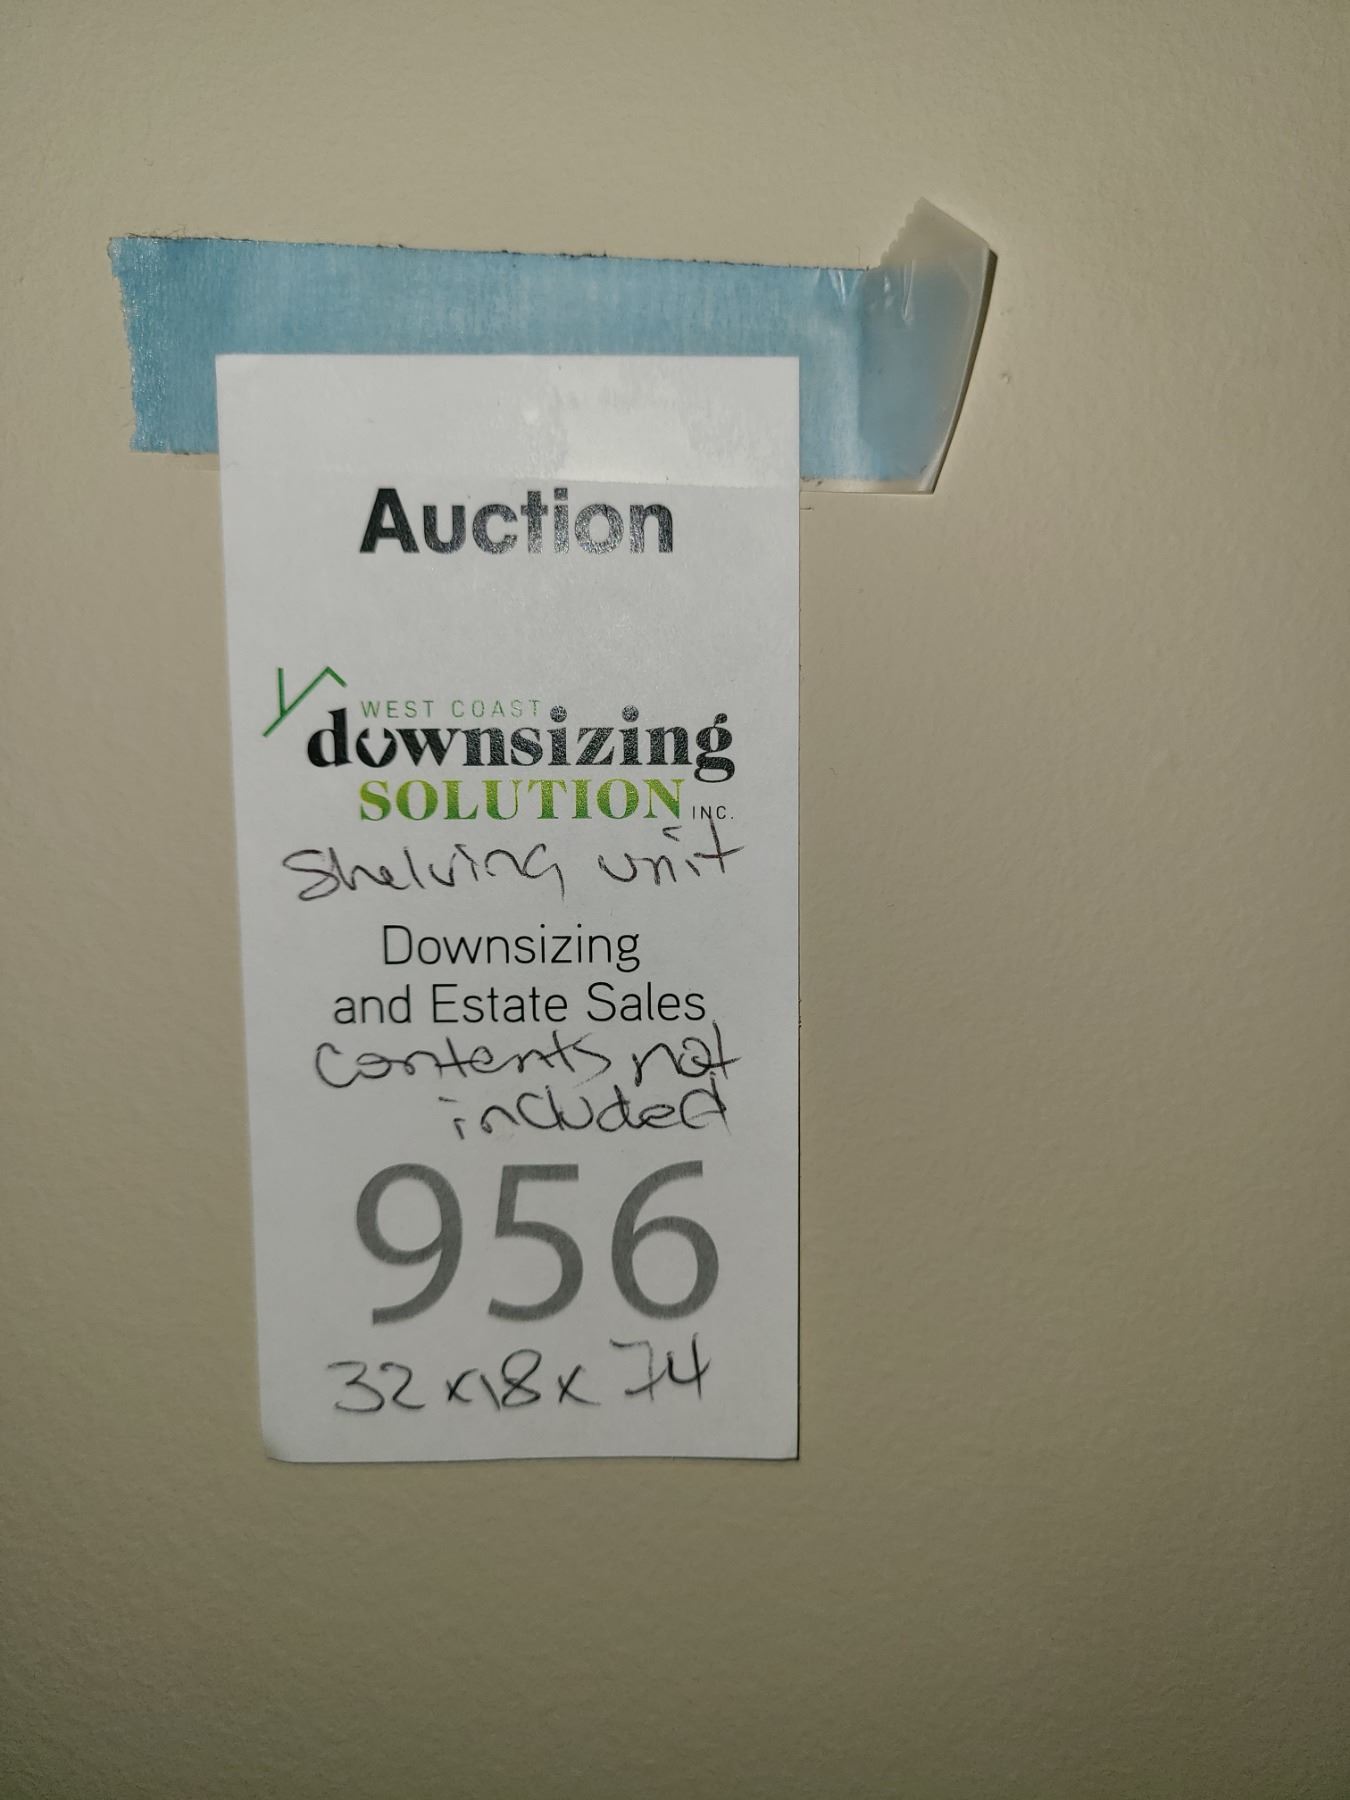 Auction
WEST COAST
downsizing
SOLUTION INC.
Shelving unit
Downsizing
and Estate Sales
Contents not
included
956
32x18x74